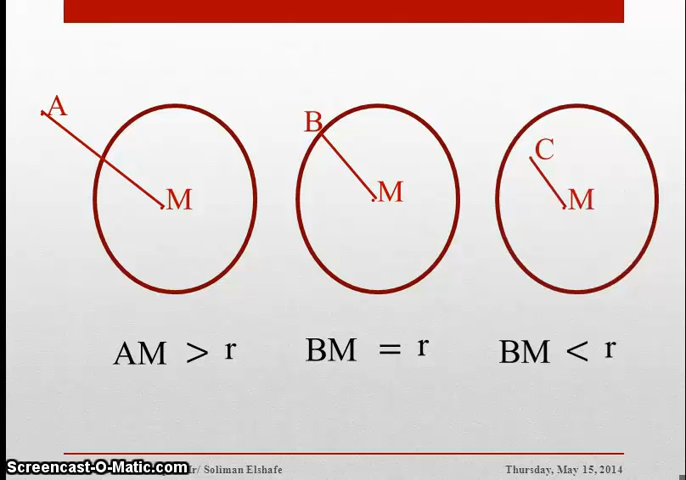 A
M
B
M
C
M
AM > r
BM = r
BM < r
Screencast-O-Matic.com
/ Soliman Elshafe
Thursday, May 15, 2014